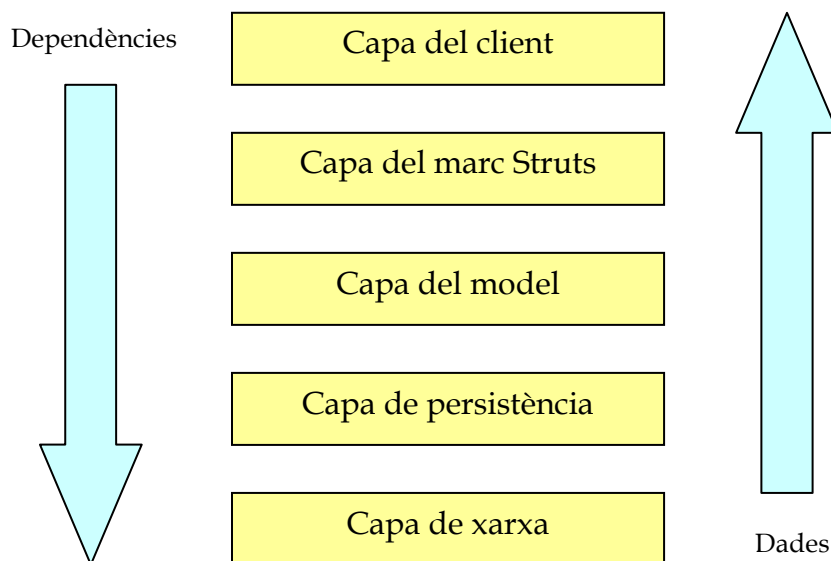 Dependències
Capa del client
Capa del marc Struts
Capa del model
Capa de persistència
Capa de xarxa
Dades